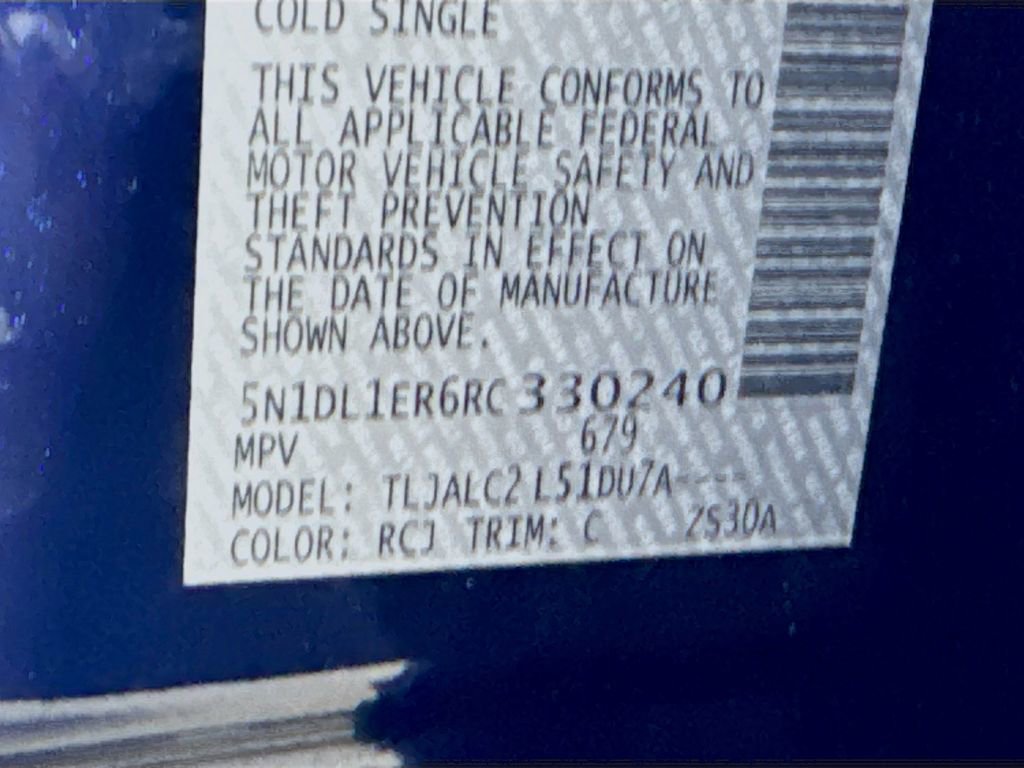 COLD SINGLE
THIS VEHICLE CONFORMS TO
ALL APPLICABLE FEDERAL
MOTOR VEHICLE SAFETY AND
THEFT PREVENTION
STANDARDS IN EFFECT ON
THE DATE OF MANUFACTURE
SHOWN ABOVE.
5N1DL1ER6RC330240
MPV 679
MODEL: TLJALC2 L51DU7A----
COLOR: RCJ TRIM: C ZS30A